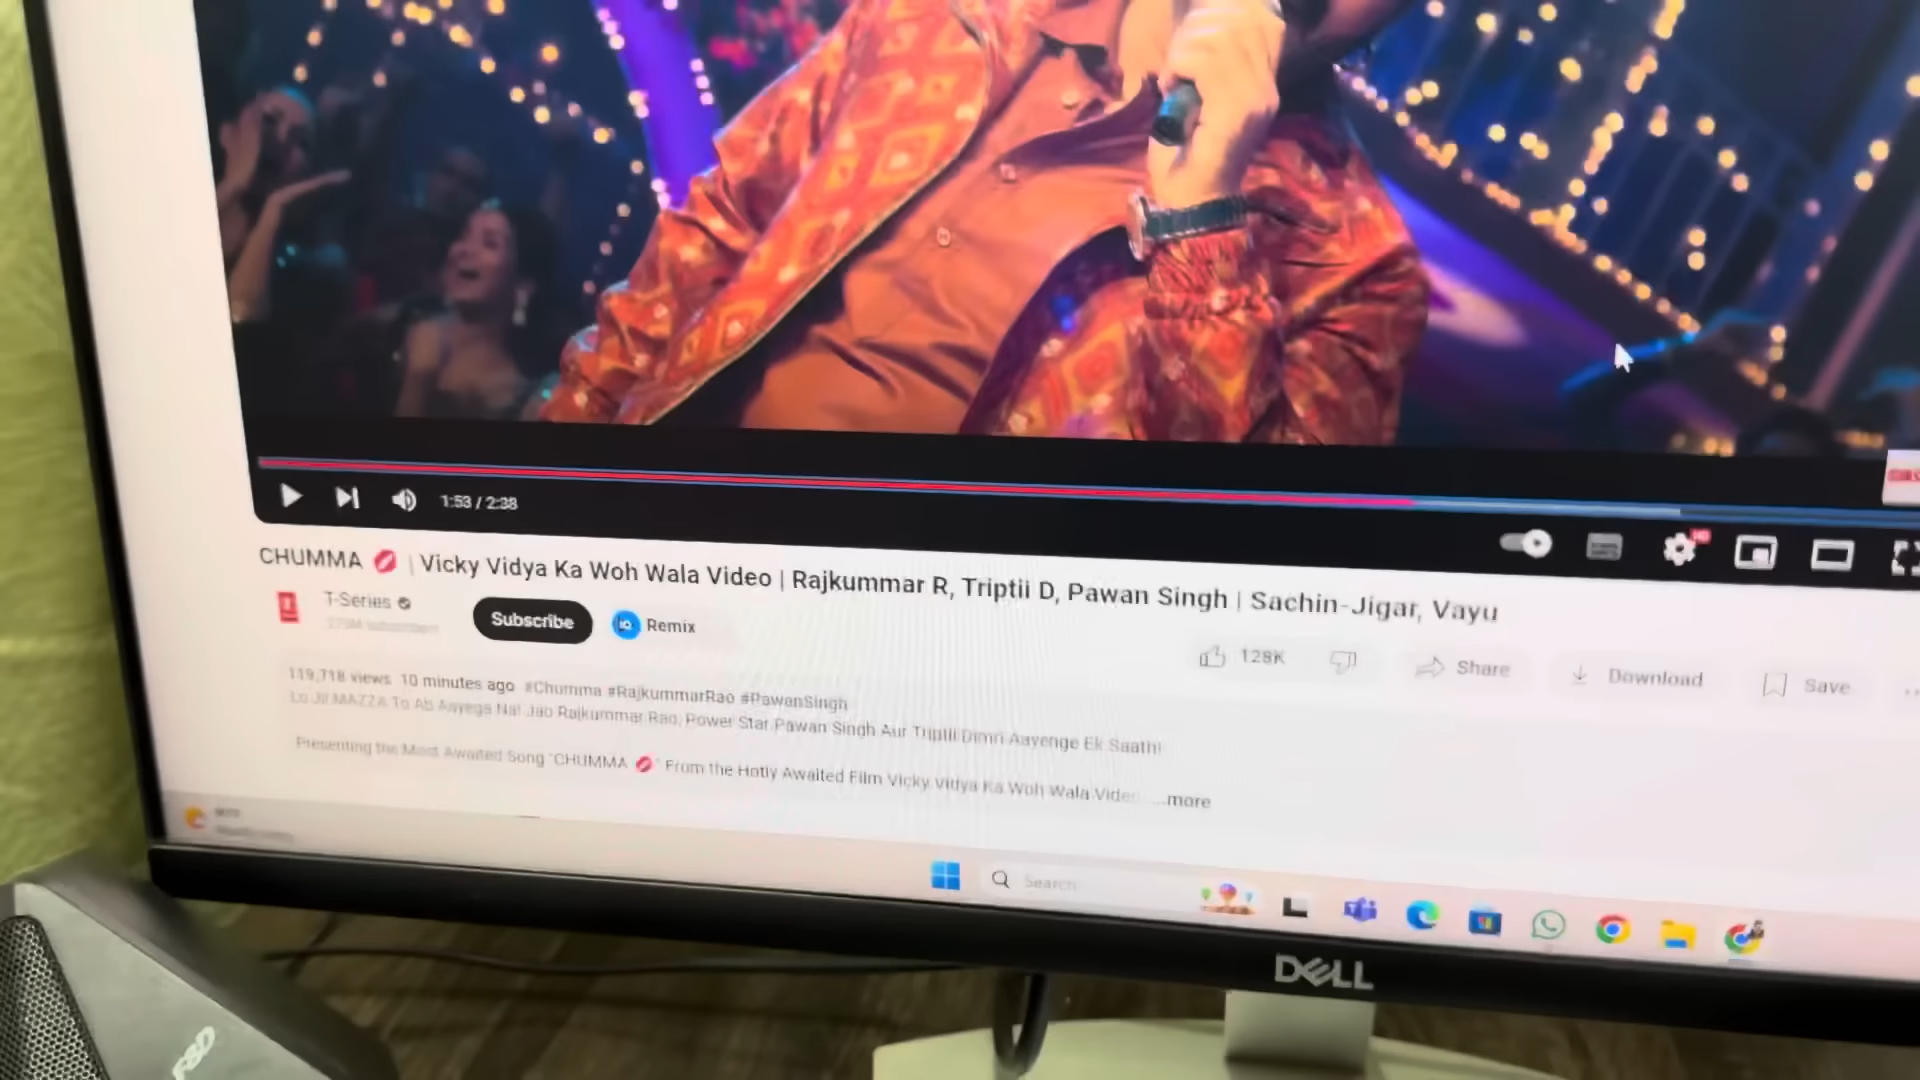 1:53 / 2:38
HD
CHUMMA 💋 | Vicky Vidya Ka Woh Wala Video | Rajkummar R, Triptii D, Pawan Singh | Sachin-Jigar, Vayu
T-Series
Subscribe
Remix
128K
Share
Download
Save
119,718 views 10 minutes ago #Chumma #RajkummarRao #PawanSingh
To Ab Aayega Na! Jab Rajkummar Rao, Power Star Pawan Singh Aur Triptii Dimri Aayenge Ek Saath!
Presenting the Most Awaited Song "CHUMMA 💋" From the Hotly Awaited Film Vicky Vidya Ka Woh Wala Video ...more
Search
DELL